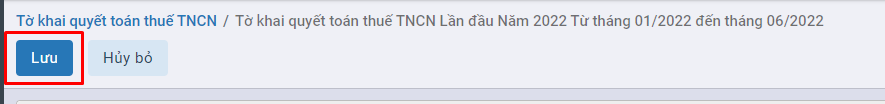 Tờ khai quyết toán thuế TNCN / Tờ khai quyết toán thuế TNCN Lần đầu Năm 2022 Từ tháng 01/2022 đến tháng 06/2022
Lưu Hủy bỏ